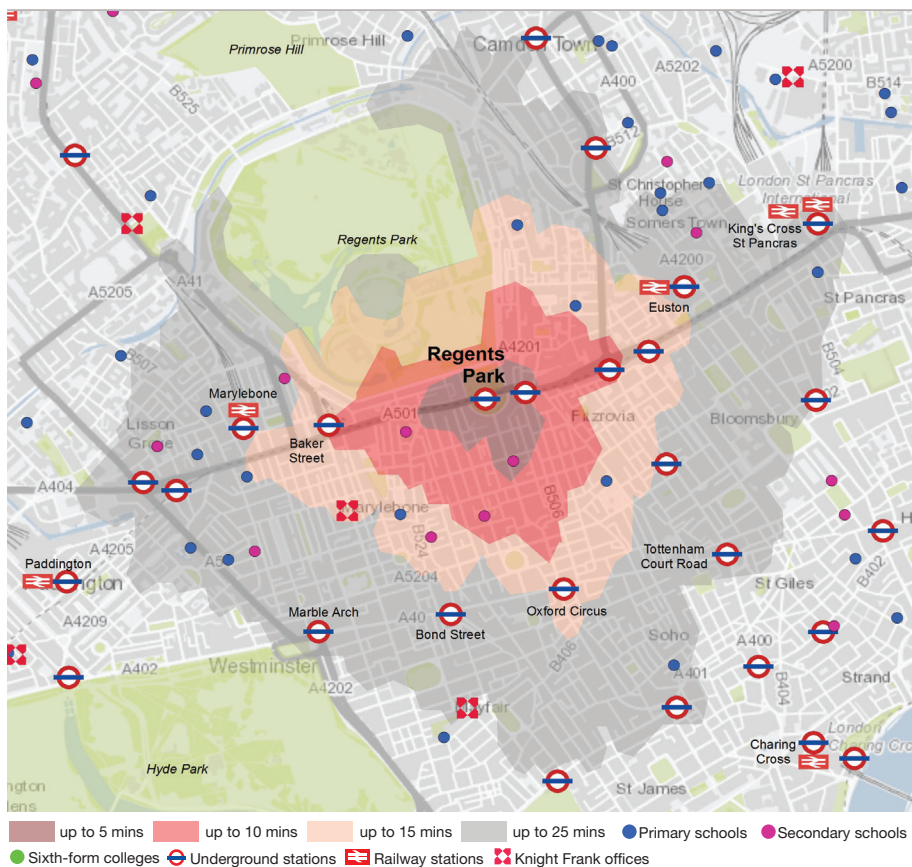 Primrose Hill
Primrose Hill
Camden Town
A5202
A5200
A400
B514
B525
B512
St Christopher
House
Somers Town
London St Pancras
International
King's Cross
St Pancras
Regents Park
A41
A4200
A5205
Euston
St Pancras
A4201
Regents
Park
B507
B504
Marylebone
A501
Fitzrovia
Bloomsbury
Lisson
Grove
Baker
Street
A404
Marylebone
B506
B524
A4205
Paddington
Tottenham
Court Road
B402
A5204
St Giles
A4209
Marble Arch
A40
Bond Street
Oxford Circus
Soho
A400
Westminster
A402
B406
A4202
A401
B404
Strand
Mayfair
London
Charing Cro
Charing
Cross
Hyde Park
St James
up to 5 mins
up to 10 mins
up to 15 mins
up to 25 mins
Primary schools
Secondary schools
Sixth-form colleges
Underground stations
Railway stations
Knight Frank offices